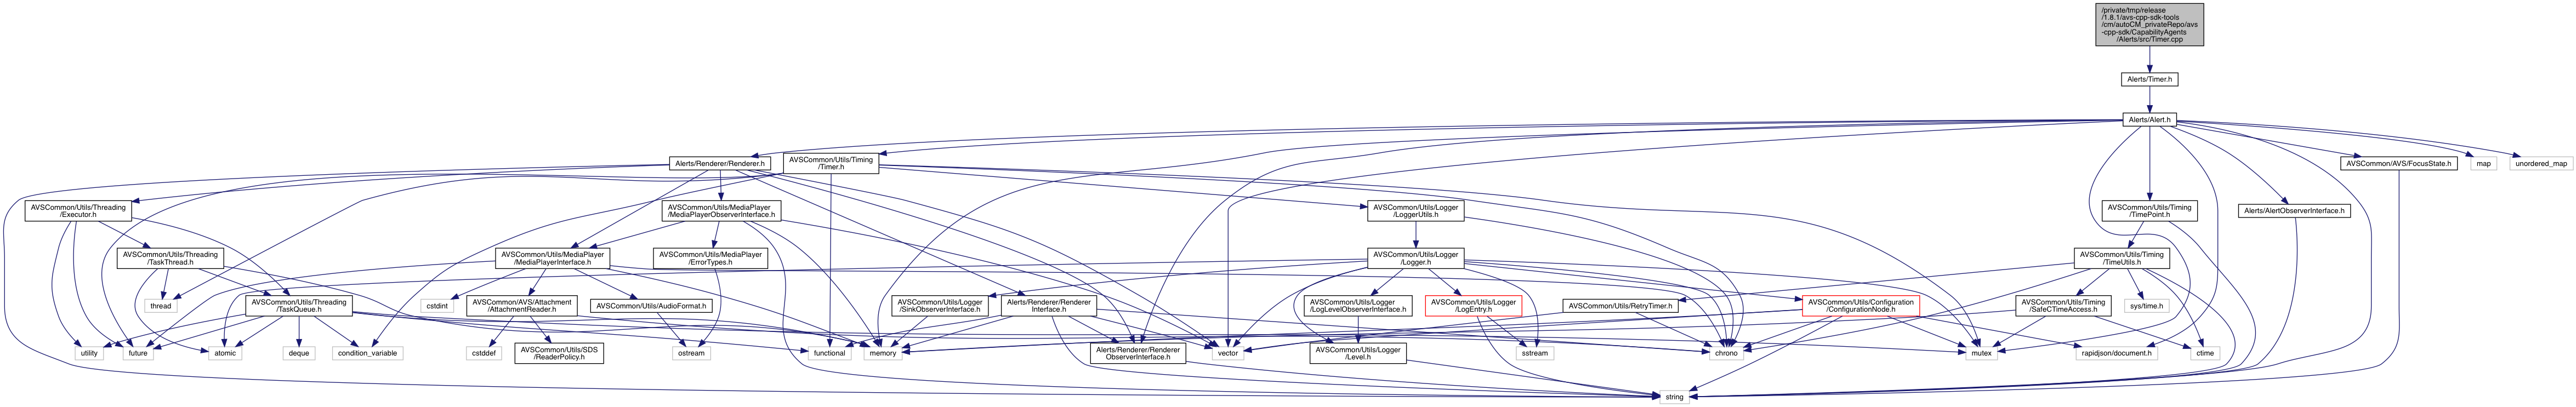 /private/tmp/release
/1.8.1/avs-cpp-sdk-tools
/cm/autoCM_privateRepo/avs
-cpp-sdk/CapabilityAgents
/Alerts/src/Timer.cpp
Alerts/Timer.h
Alerts/Alert.h
Alerts/Renderer/Renderer.h
AVSCommon/Utils/Timing
/Timer.h
AVSCommon/AVS/FocusState.h
map
unordered_map
AVSCommon/Utils/Threading
/Executor.h
AVSCommon/Utils/MediaPlayer
/MediaPlayerObserverInterface.h
AVSCommon/Utils/Logger
/LoggerUtils.h
AVSCommon/Utils/Timing
/TimePoint.h
Alerts/AlertObserverInterface.h
AVSCommon/Utils/Threading
/TaskThread.h
AVSCommon/Utils/MediaPlayer
/MediaPlayerInterface.h
AVSCommon/Utils/MediaPlayer
/ErrorTypes.h
AVSCommon/Utils/Logger
/Logger.h
AVSCommon/Utils/Timing
/TimeUtils.h
thread
AVSCommon/Utils/Threading
/TaskQueue.h
cstdint
AVSCommon/AVS/Attachment
/AttachmentReader.h
AVSCommon/Utils/AudioFormat.h
AVSCommon/Utils/Logger
/SinkObserverInterface.h
Alerts/Renderer/Renderer
Interface.h
AVSCommon/Utils/Logger
/LogLevelObserverInterface.h
AVSCommon/Utils/Logger
/LogEntry.h
AVSCommon/Utils/RetryTimer.h
AVSCommon/Utils/Configuration
/ConfigurationNode.h
AVSCommon/Utils/Timing
/SafeCTimeAccess.h
sys/time.h
utility
future
atomic
deque
condition_variable
cstddef
AVSCommon/Utils/SDS
/ReaderPolicy.h
ostream
functional
memory
Alerts/Renderer/Renderer
ObserverInterface.h
vector
AVSCommon/Utils/Logger
/Level.h
sstream
chrono
mutex
rapidjson/document.h
ctime
string